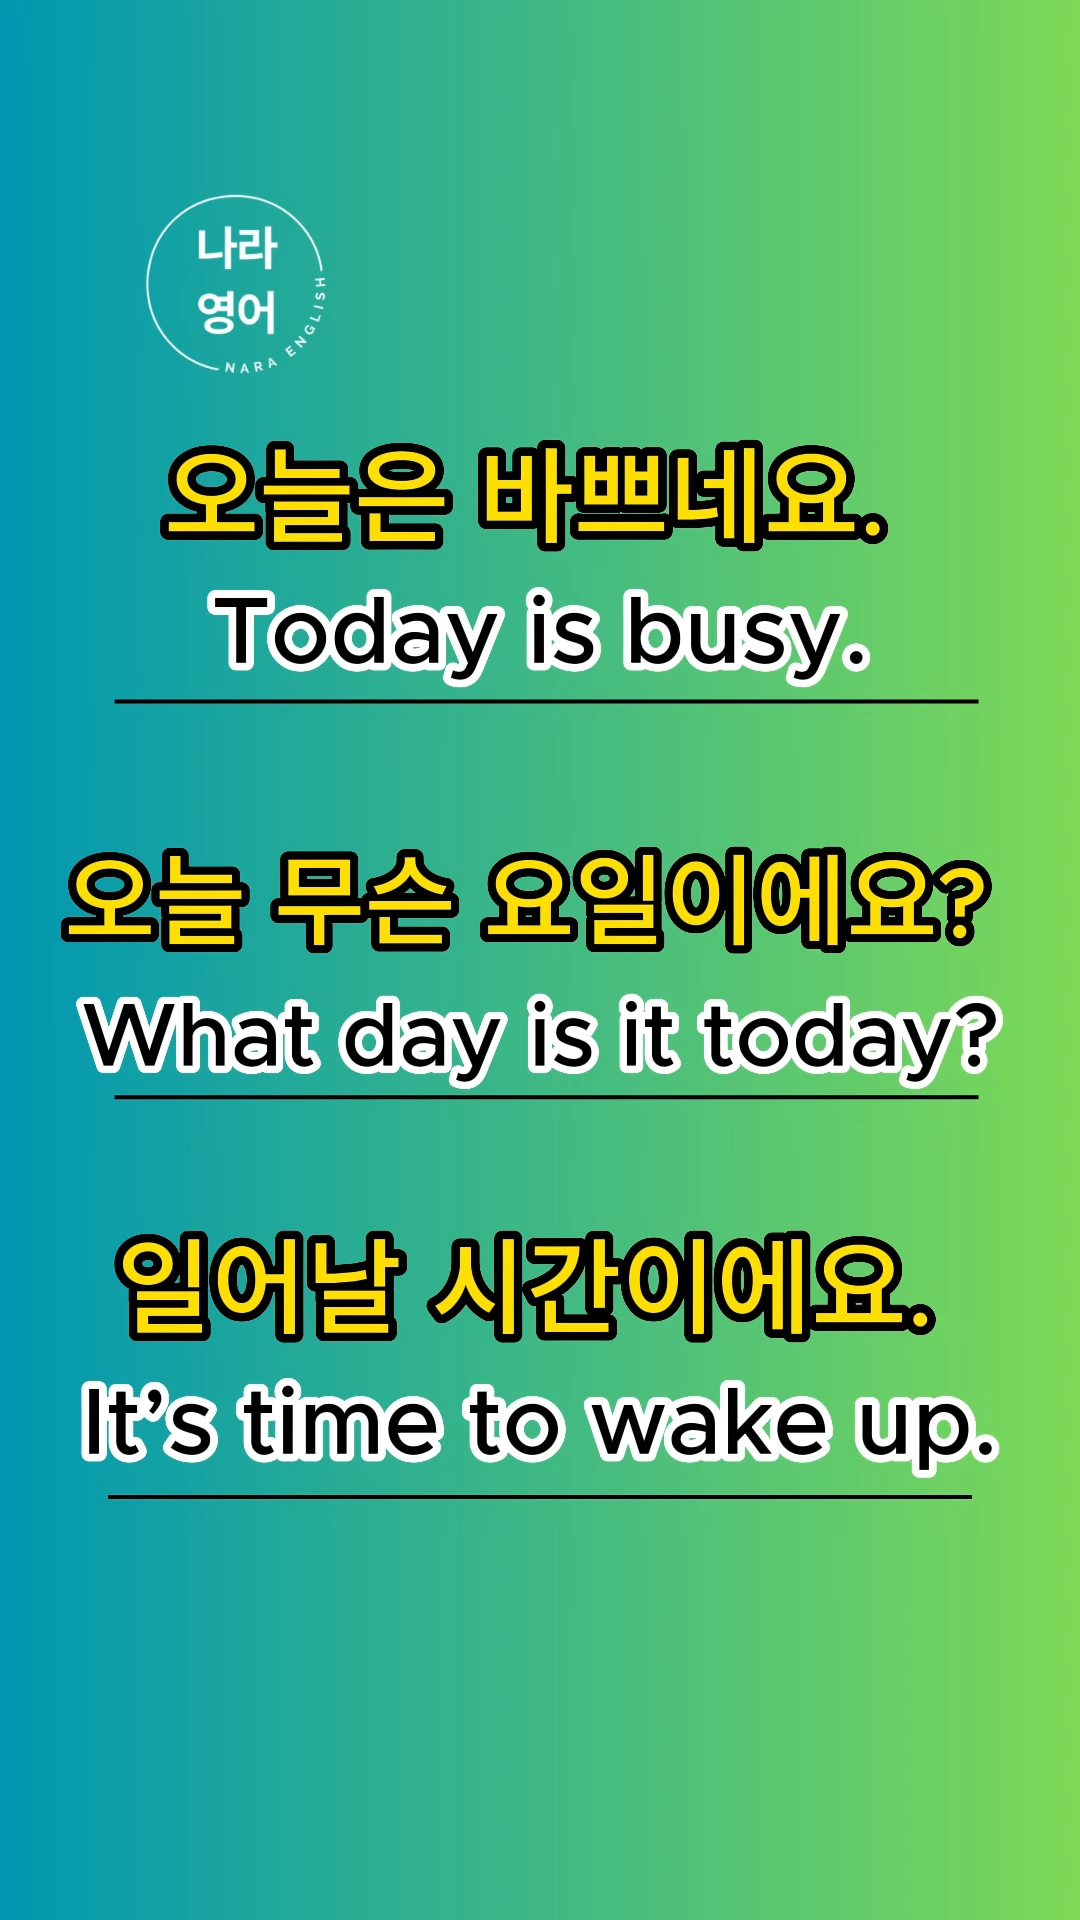 나라
영어
NARA ENGLISH
오늘은 바쁘네요.
Today is busy.
오늘 무슨 요일이에요?
What day is it today?
일어날 시간이에요.
It's time to wake up.